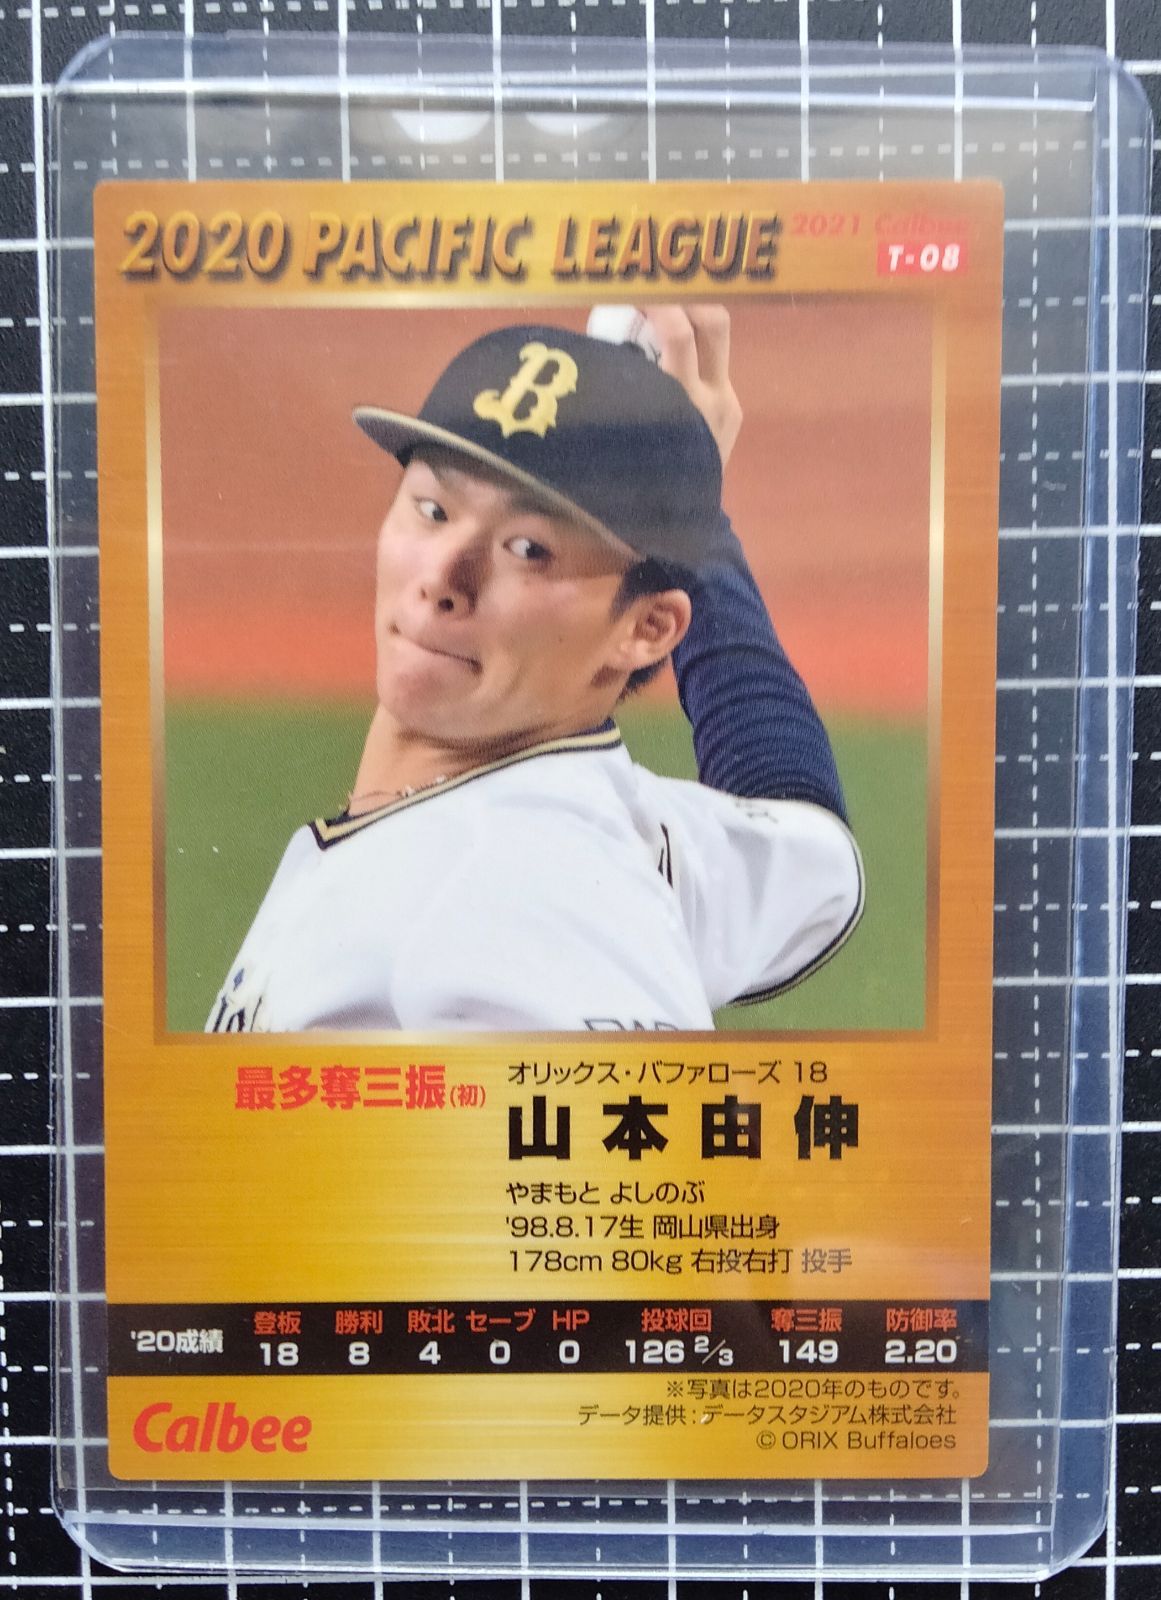 2020 PACIFIC LEAGUE
2021 Calbee
T-08
B
最多奪三振(初)
オリックス・バファローズ 18
山本由伸
やまもと よしのぶ
'98.8.17生 岡山県出身
178cm 80kg 右投右打 投手
登板 勝利 敗北 セーブ HP 投球回 奪三振 防御率
'20成績 18 8 4 0 0 126 2/3 149 2.20
※写真は2020年のものです。
データ提供:データスタジアム株式会社
© ORIX Buffaloes
Calbee